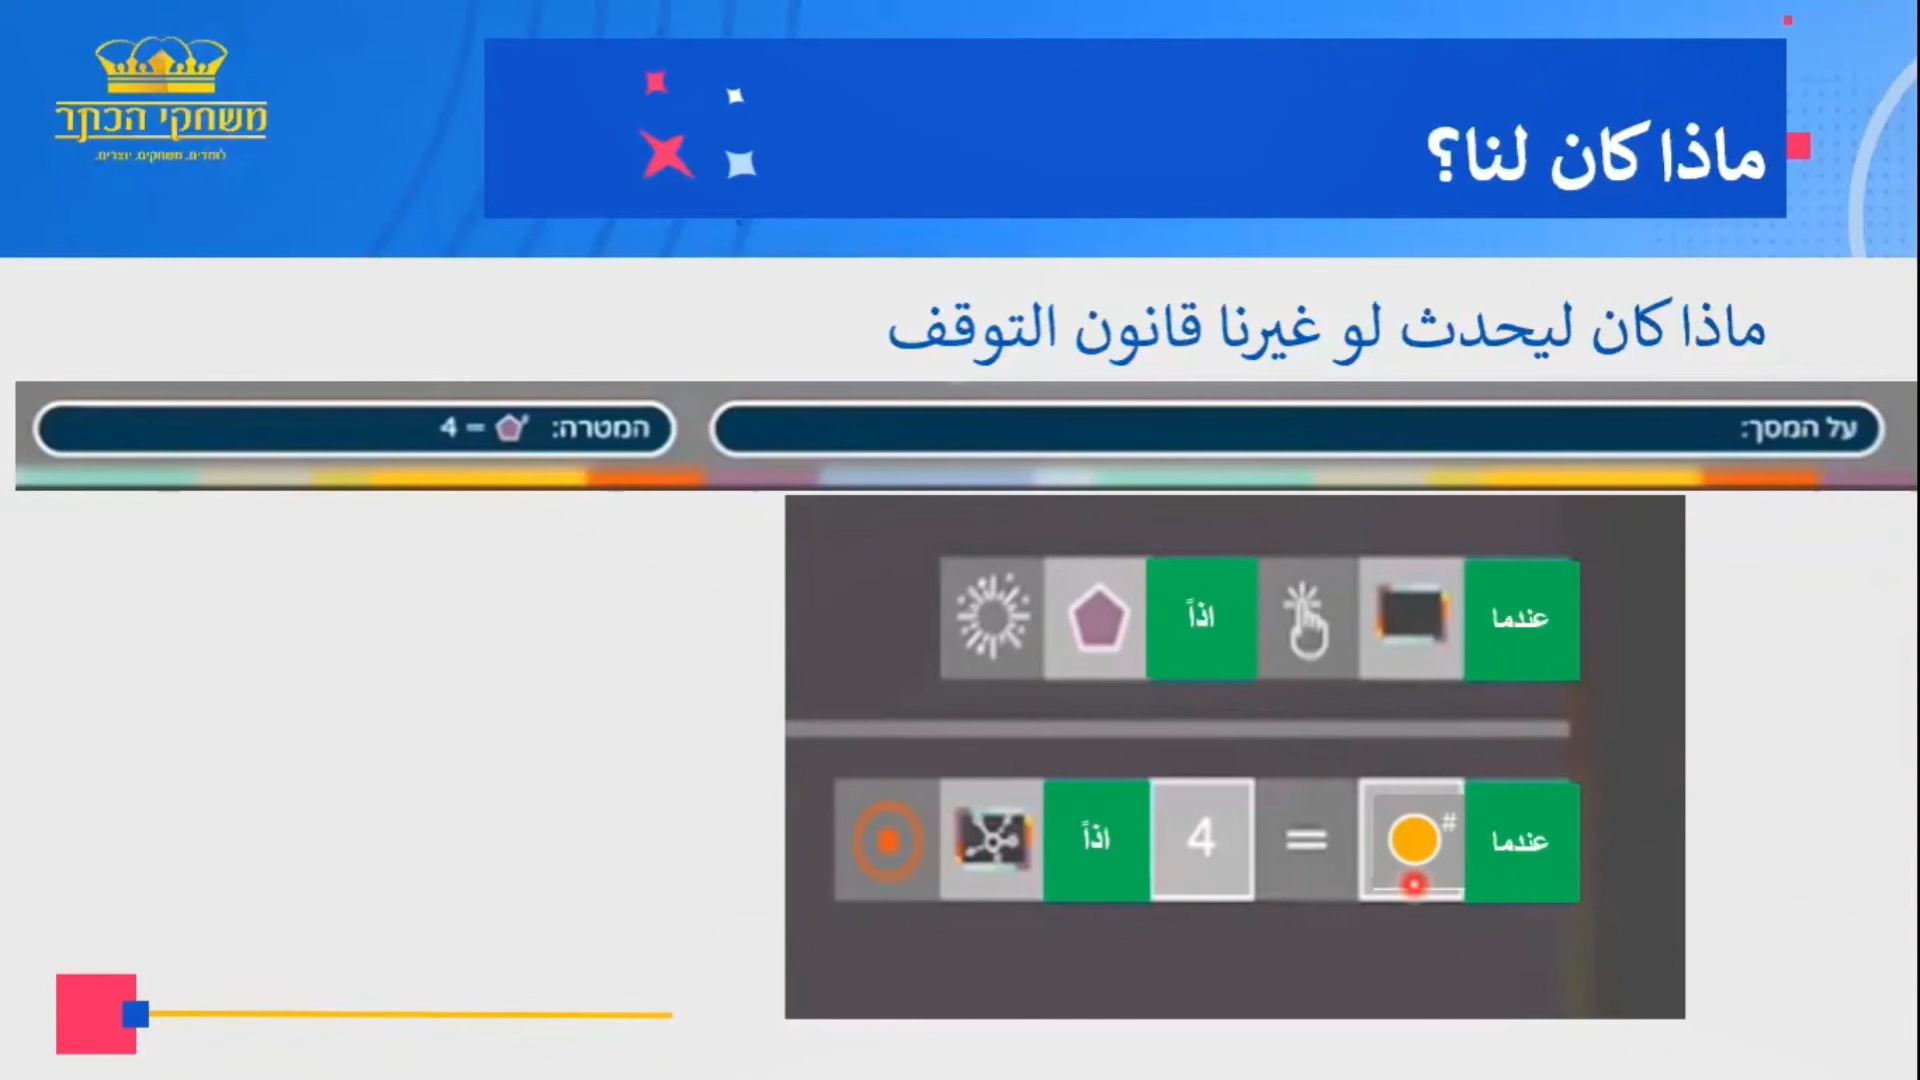 משחקי הכתר
לומדים. משחקים. יוצרים.
ماذا كان لنا؟
ماذا كان ليحدث لو غيرنا قانون التوقف
על המסך:
המטרה: # = 4
عندما اذاً
عندما # = 4 اذاً